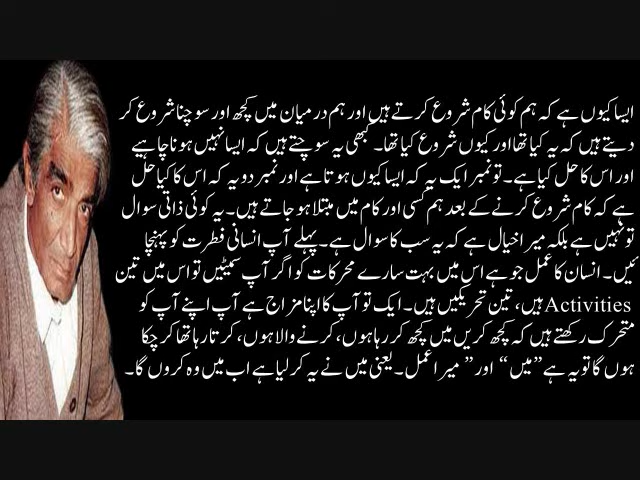 ایسا کیوں ہے کہ ہم کوئی کام شروع کرتے ہیں اور ہم درمیان میں کچھ اور سوچنا شروع کر
دیتے ہیں کہ یہ کیا تھا اور کیوں شروع کیا تھا۔ کبھی یہ سوچتے ہیں کہ ایسا نہیں ہونا چاہیے
اور اس کا حل کیا ہے۔ تو نمبر ایک یہ کہ ایسا کیوں ہوتا ہے اور نمبر دو یہ کہ اس کا کیا حل
ہے کہ کام شروع کرنے کے بعد ہم کسی اور کام میں مبتلا ہو جاتے ہیں۔ یہ کوئی ذاتی سوال
تو نہیں ہے بلکہ میرا خیال ہے کہ یہ سب کا سوال ہے۔ پہلے آپ انسانی فطرت کو پہنچا
ئیں۔ انسان کا عمل جو ہے اس میں بہت سارے محرکات کو اگر آپ سمیٹیں تو اس میں تین
Activities ہیں، تین تحریکیں ہیں۔ ایک تو آپ کا اپنا مزاج ہے آپ اپنے آپ کو
متحرک رکھتے ہیں کہ کچھ کریں میں کچھ کر رہا ہوں، کرنے والا ہوں، کرتا رہا تھا کر چکا
ہوں گا تو یہ ہے ”میں“ اور ” میرا عمل۔ یعنی میں نے یہ کر لیا ہے اب میں وہ کروں گا۔